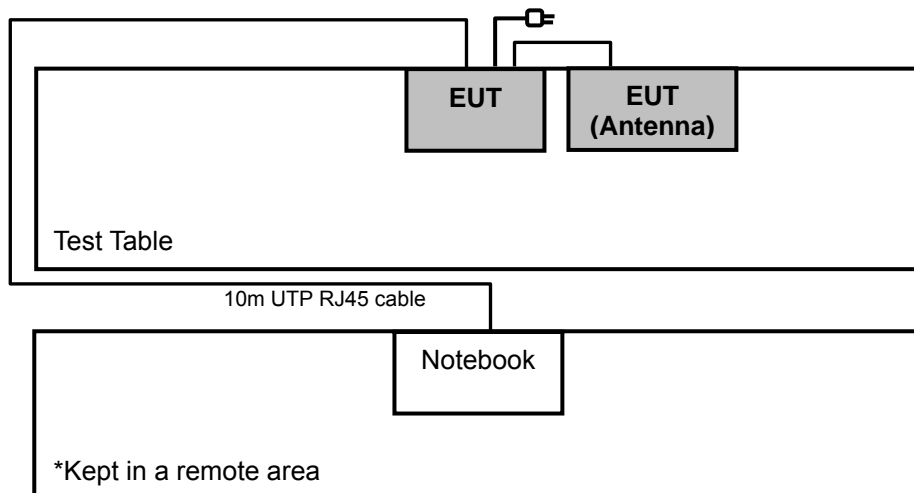 EUT
EUT
(Antenna)
Test Table
10m UTP RJ45 cable
Notebook
*Kept in a remote area